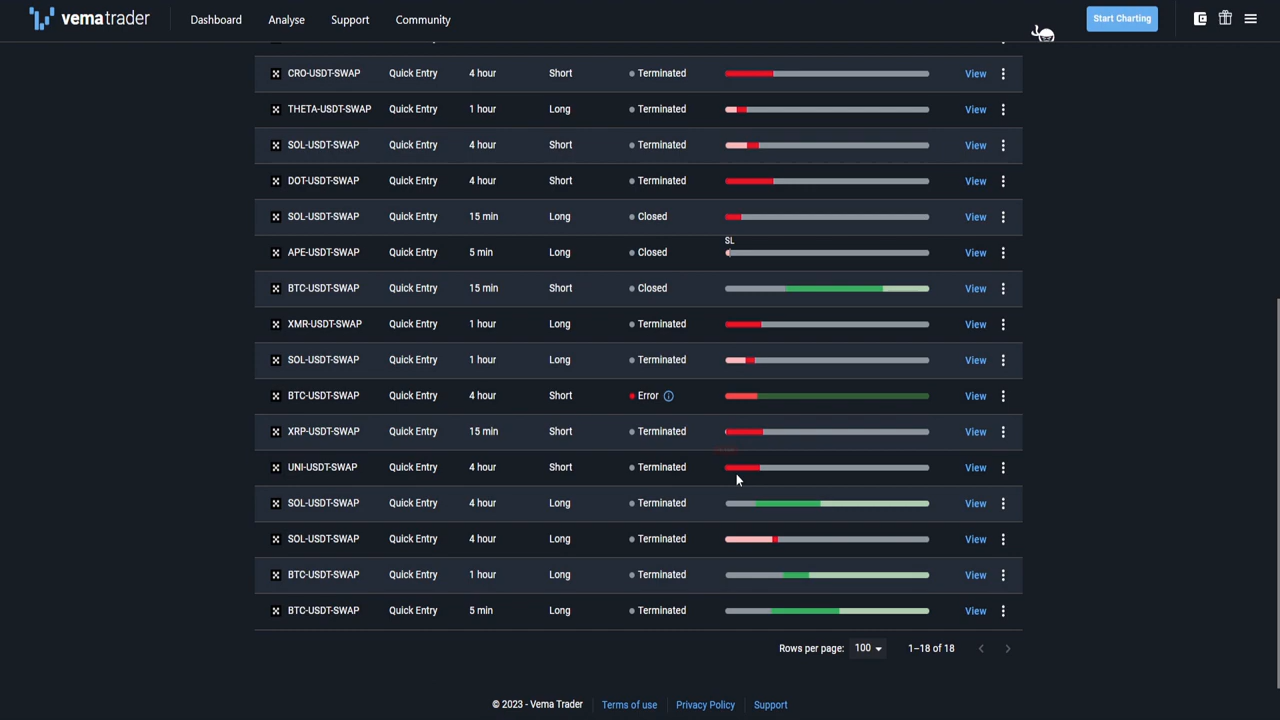 vematrader Dashboard Analyse Support Community Start Charting
CRO-USDT-SWAP Quick Entry 4 hour Short Terminated View
THETA-USDT-SWAP Quick Entry 1 hour Long Terminated View
SOL-USDT-SWAP Quick Entry 4 hour Short Terminated View
DOT-USDT-SWAP Quick Entry 4 hour Short Terminated View
SOL-USDT-SWAP Quick Entry 15 min Long Closed View
SL
APE-USDT-SWAP Quick Entry 5 min Long Closed View
BTC-USDT-SWAP Quick Entry 15 min Short Closed View
XMR-USDT-SWAP Quick Entry 1 hour Long Terminated View
SOL-USDT-SWAP Quick Entry 1 hour Long Terminated View
BTC-USDT-SWAP Quick Entry 4 hour Short Error View
XRP-USDT-SWAP Quick Entry 15 min Short Terminated View
UNI-USDT-SWAP Quick Entry 4 hour Short Terminated View
SOL-USDT-SWAP Quick Entry 4 hour Long Terminated View
SOL-USDT-SWAP Quick Entry 4 hour Long Terminated View
BTC-USDT-SWAP Quick Entry 1 hour Long Terminated View
BTC-USDT-SWAP Quick Entry 5 min Long Terminated View
Rows per page: 100 1–18 of 18
© 2023 - Vema Trader Terms of use Privacy Policy Support